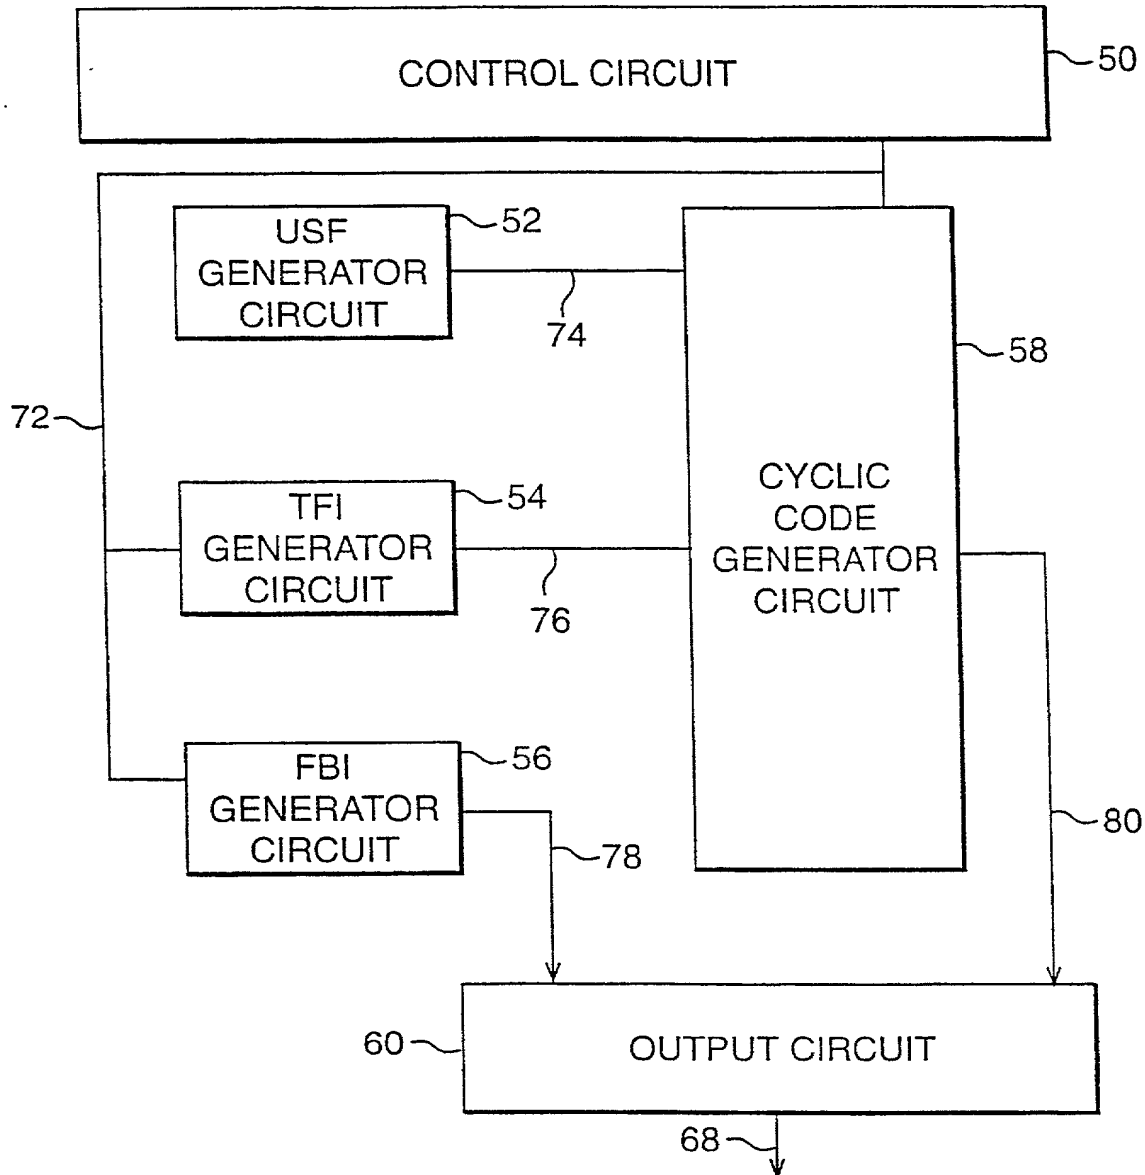 CONTROL CIRCUIT
50
USF
GENERATOR
CIRCUIT
52
74
58
72
TFI
GENERATOR
CIRCUIT
54
76
CYCLIC
CODE
GENERATOR
CIRCUIT
FBI
GENERATOR
CIRCUIT
56
78
80
60
OUTPUT CIRCUIT
68